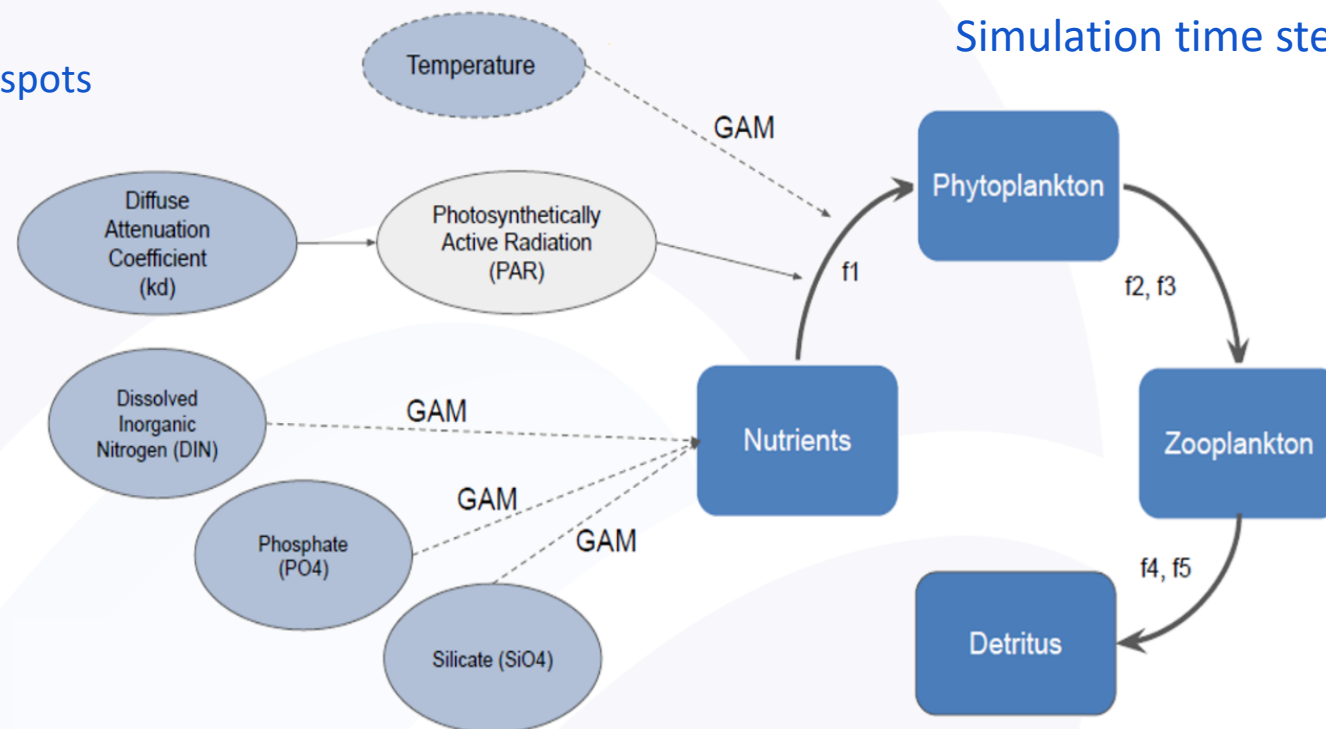 spots
Simulation time ste
Temperature
GAM
Phytoplankton
Diffuse
Attenuation
Coefficient
(kd)
Photosynthetically
Active Radiation
(PAR)
f1
f2, f3
Dissolved
Inorganic
Nitrogen (DIN)
GAM
Nutrients
Zooplankton
GAM
Phosphate
(PO4)
GAM
f4, f5
Silicate (SiO4)
Detritus